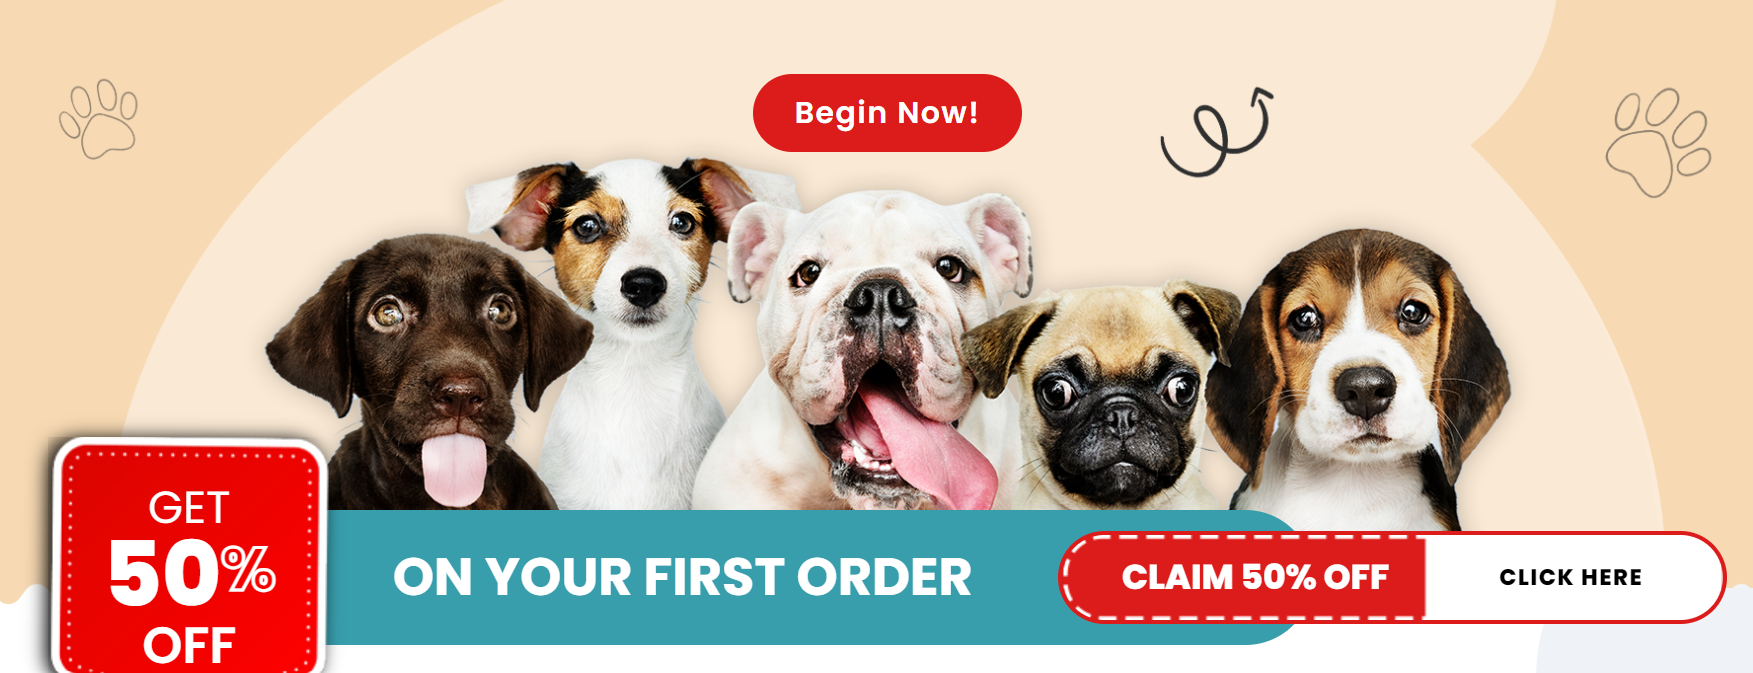 Begin Now!
GET
50%
OFF
ON YOUR FIRST ORDER
CLAIM 50% OFF
CLICK HERE